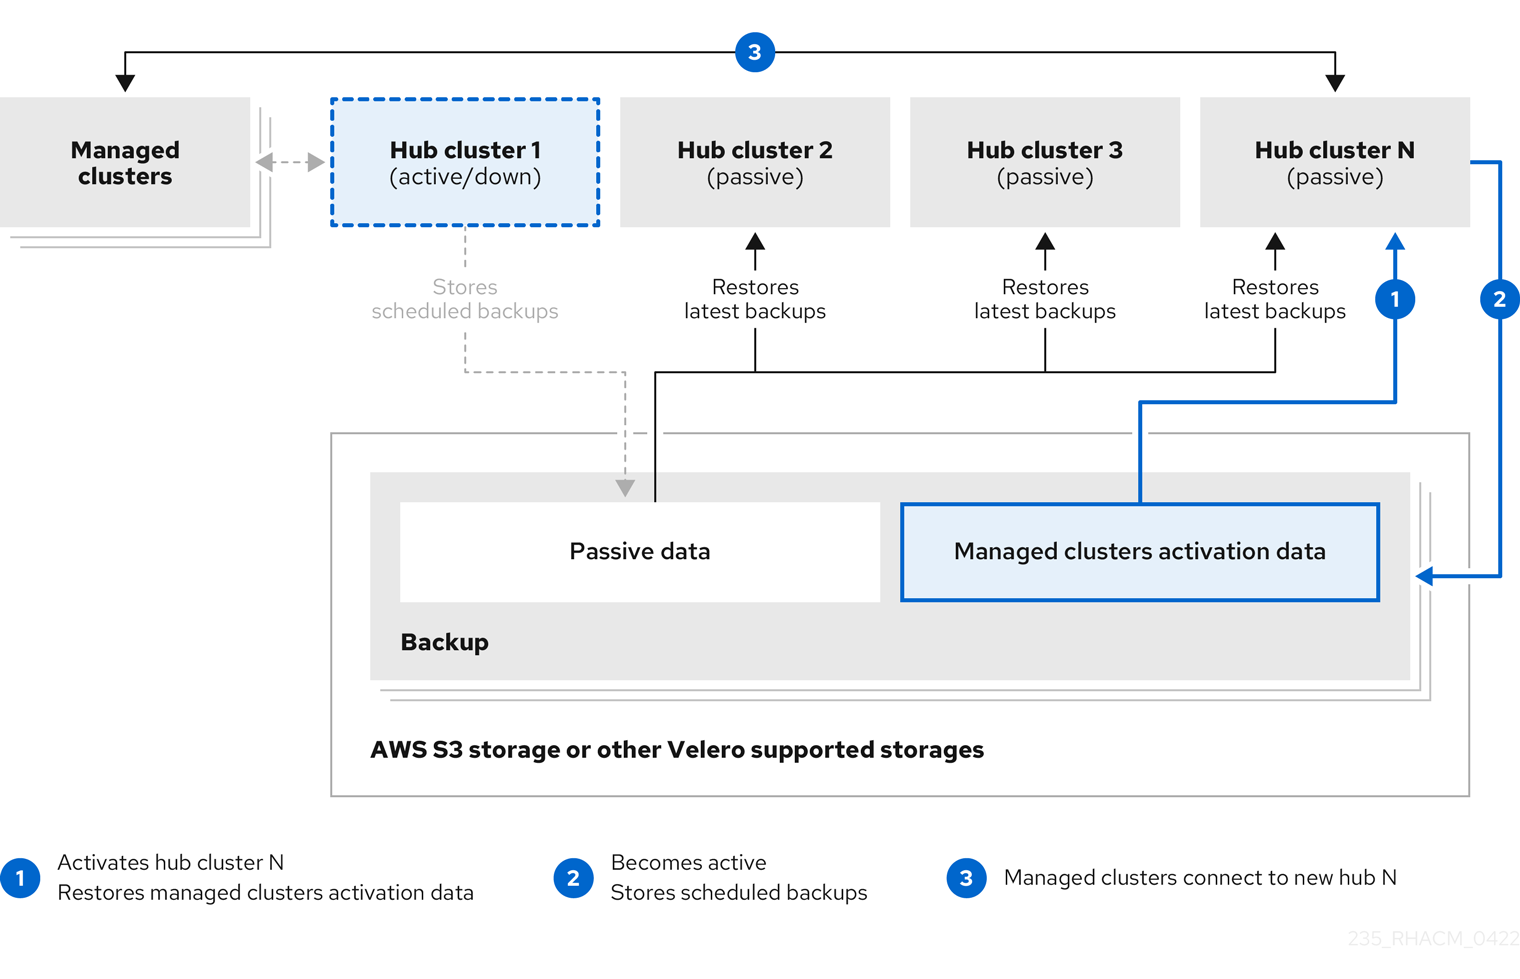 3
Managed
clusters
Hub cluster 1
(active/down)
Hub cluster 2
(passive)
Hub cluster 3
(passive)
Hub cluster N
(passive)
Stores
scheduled backups
Restores
latest backups
Restores
latest backups
Restores
latest backups
1
2
Passive data
Managed clusters activation data
Backup
AWS S3 storage or other Velero supported storages
1
Activates hub cluster N
Restores managed clusters activation data
2
Becomes active
Stores scheduled backups
3
Managed clusters connect to new hub N
235_RHACM_0422